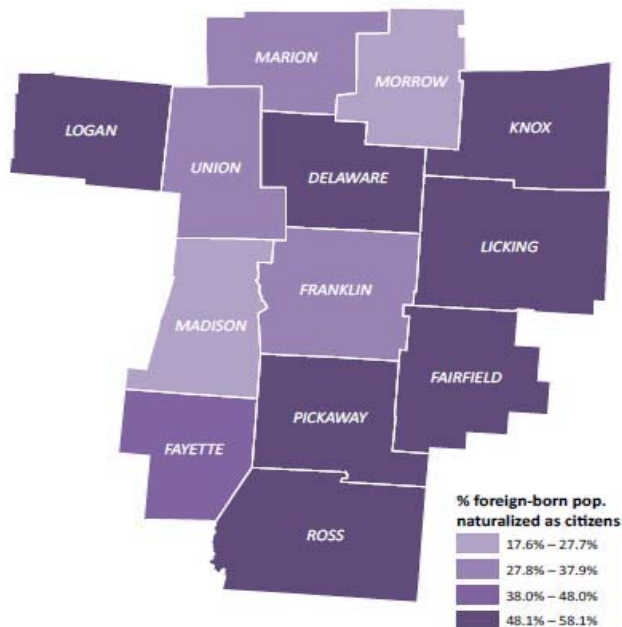 MARION
MORROW
LOGAN
KNOX
UNION
DELAWARE
LICKING
FRANKLIN
MADISON
FAIRFIELD
PICKAWAY
FAYETTE
ROSS
% foreign-born pop.
naturalized as citizens
17.6% – 27.7%
27.8% – 37.9%
38.0% – 48.0%
48.1% – 58.1%